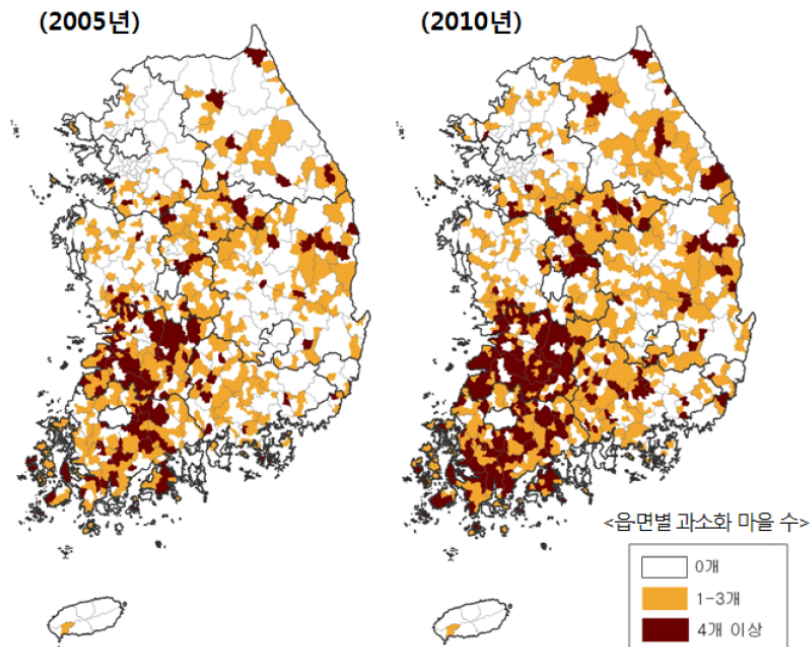 (2005년)
(2010년)
<읍·면별 과소화 마을 수>
0개
1-3개
4개 이상